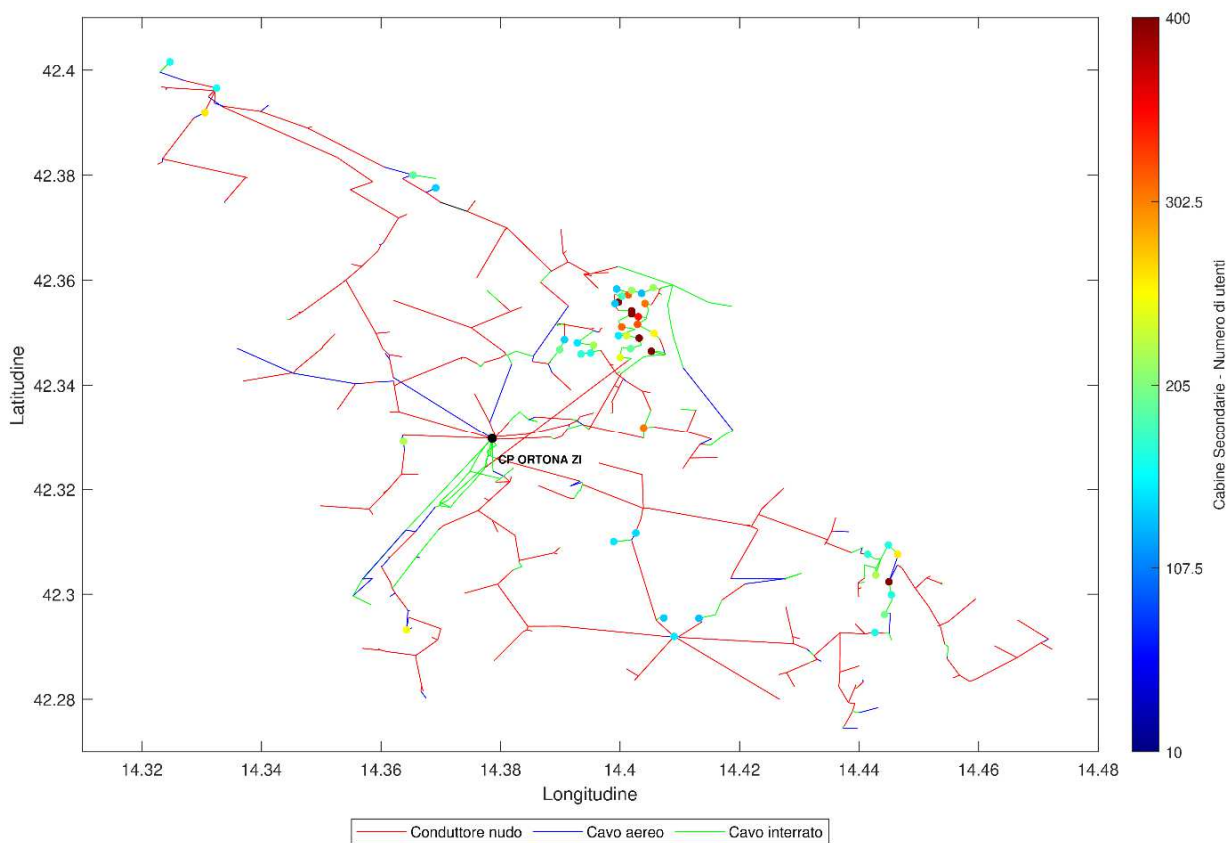 42.4
42.38
42.36
42.34
42.32
42.3
42.28
Latitudine
CP ORTONA ZI
14.32 14.34 14.36 14.38 14.4 14.42 14.44 14.46 14.48
Longitudine
Conduttore nudo Cavo aereo Cavo interrato
400
302.5
205
107.5
10
Cabine Secondarie - Numero di utenti